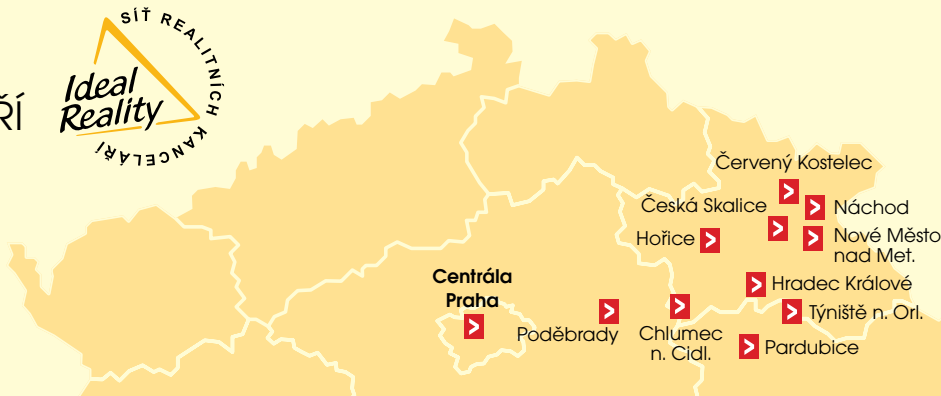 SÍŤ REALITNÍCH KANCELÁŘÍ
Ideal
Reality
ŘÍ
Červený Kostelec
Česká Skalice
Náchod
Hořice
Nové Město
nad Met.
Centrála
Praha
Hradec Králové
Týniště n. Orl.
Poděbrady
Chlumec
n. Cidl.
Pardubice